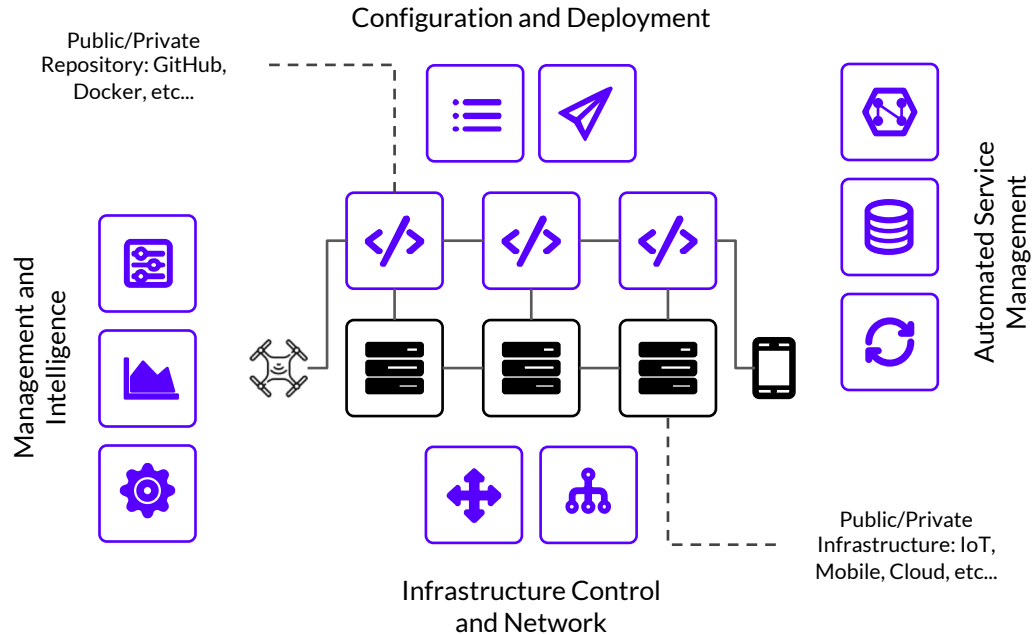 Configuration and Deployment
Public/Private
Repository: GitHub,
Docker, etc...
Automated Service
Management
Management and
Intelligence
Public/Private
Infrastructure: IoT,
Mobile, Cloud, etc...
Infrastructure Control
and Network